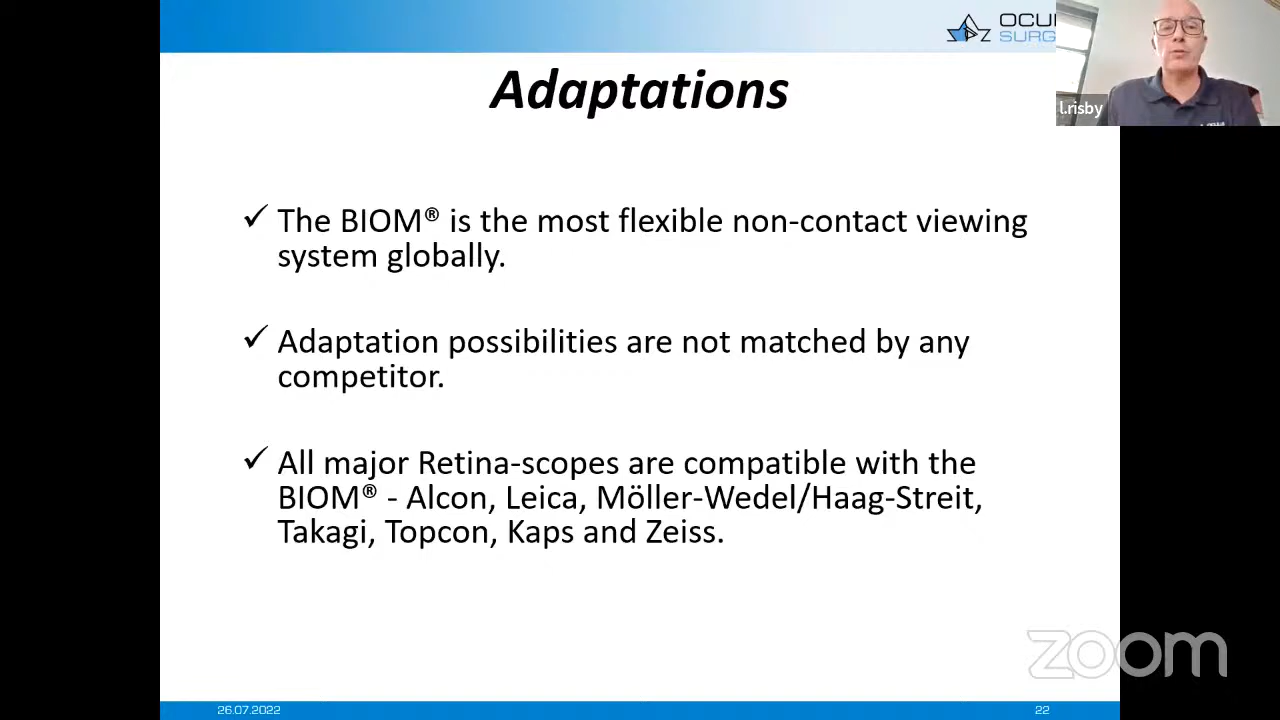 OCU
SURG
l.risby
Adaptations
✓ The BIOM® is the most flexible non-contact viewing
system globally.
✓ Adaptation possibilities are not matched by any
competitor.
✓ All major Retina-scopes are compatible with the
BIOM® - Alcon, Leica, Möller-Wedel/Haag-Streit,
Takagi, Topcon, Kaps and Zeiss.
zoom
26.07.2022
22